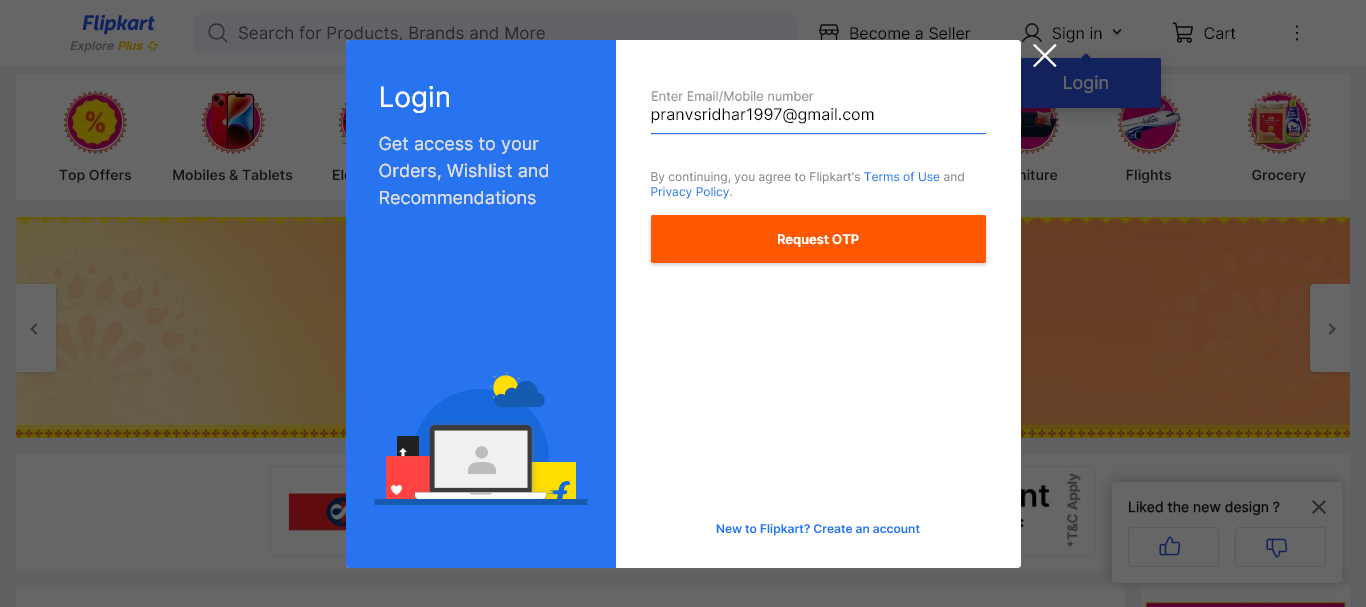 Flipkart
Explore Plus
Search for Products, Brands and More
Become a Seller
Sign in
Cart
Login
Top Offers
Mobiles & Tablets
Flights
Grocery
Login
Get access to your
Orders, Wishlist and
Recommendations
Enter Email/Mobile number
pranvsridhar1997@gmail.com
By continuing, you agree to Flipkart's Terms of Use and
Privacy Policy.
Request OTP
New to Flipkart? Create an account
*T&C Apply
Liked the new design ?